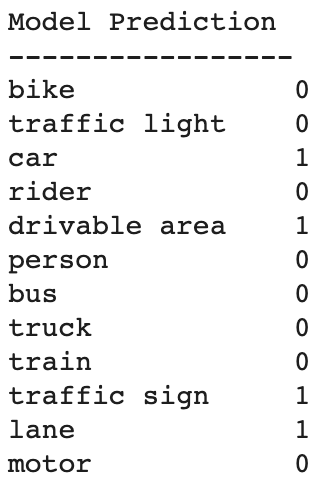 Model Prediction
-----------------
bike 0
traffic light 0
car 1
rider 0
drivable area 1
person 0
bus 0
truck 0
train 0
traffic sign 1
lane 1
motor 0